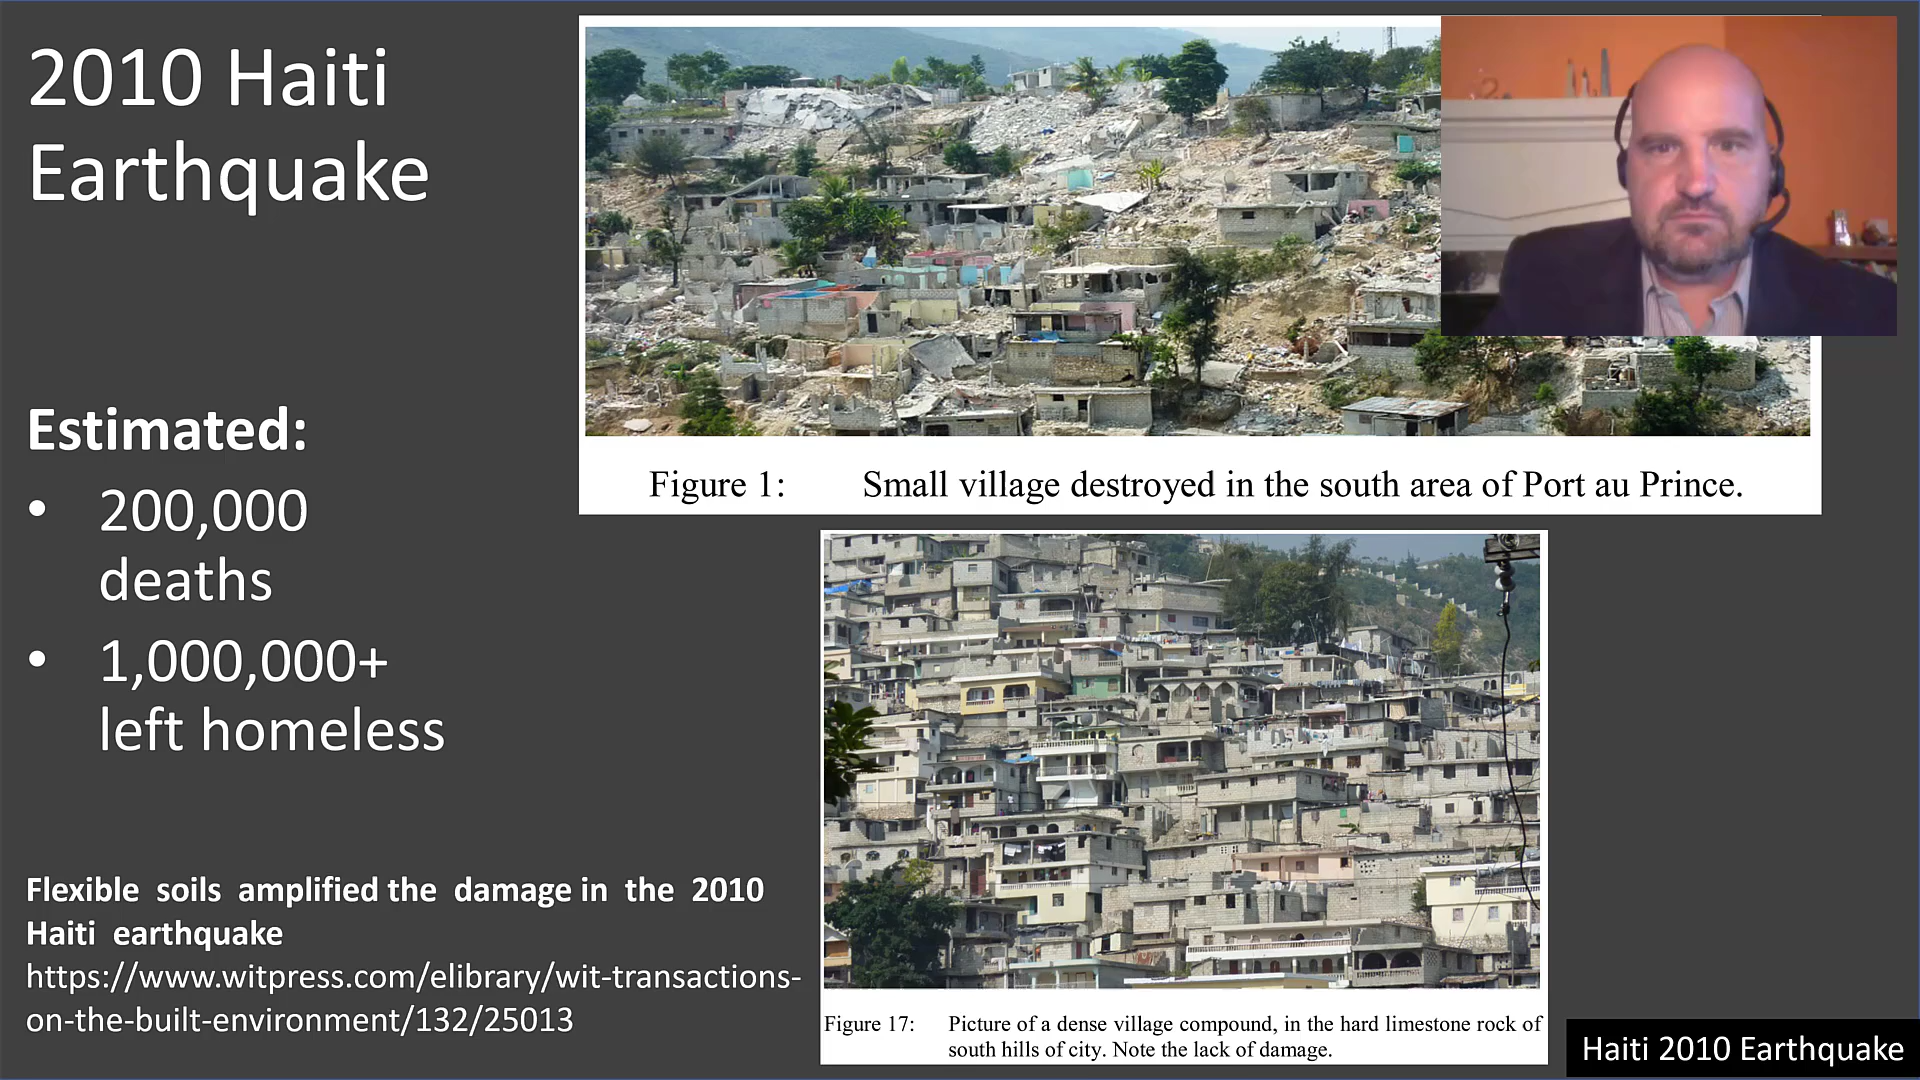 2010 Haiti
Earthquake
Estimated:
• 200,000
deaths
• 1,000,000+
left homeless
Flexible soils amplified the damage in the 2010
Haiti earthquake
https://www.witpress.com/elibrary/wit-transactions-
on-the-built-environment/132/25013
Figure 1: Small village destroyed in the south area of Port au Prince.
Figure 17: Picture of a dense village compound, in the hard limestone rock of
south hills of city. Note the lack of damage.
Haiti 2010 Earthquake